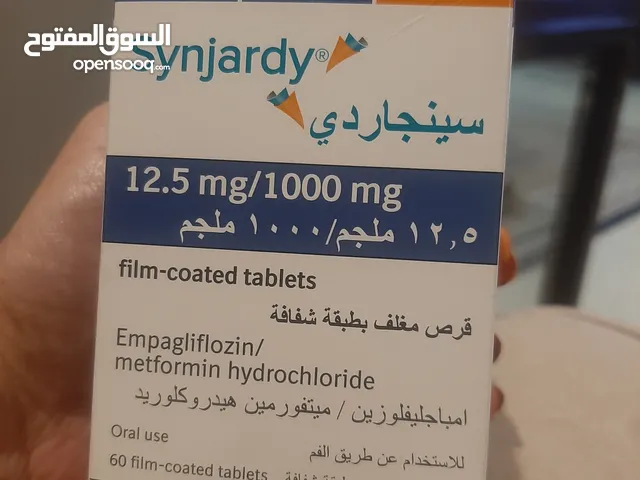 السوق المفتوح
opensooq.com
Synjardy®
سينجاردي
12.5 mg/1000 mg
١٢,٥ ملجم/١٠٠٠ ملجم
film-coated tablets
قرص مغلف بطبقة شفافة
Empagliflozin/
metformin hydrochloride
امباجليفلوزين / ميتفورمين هيدروكلوريد
Oral use
للاستخدام عن طريق الفم
60 film-coated tablets
شفافة